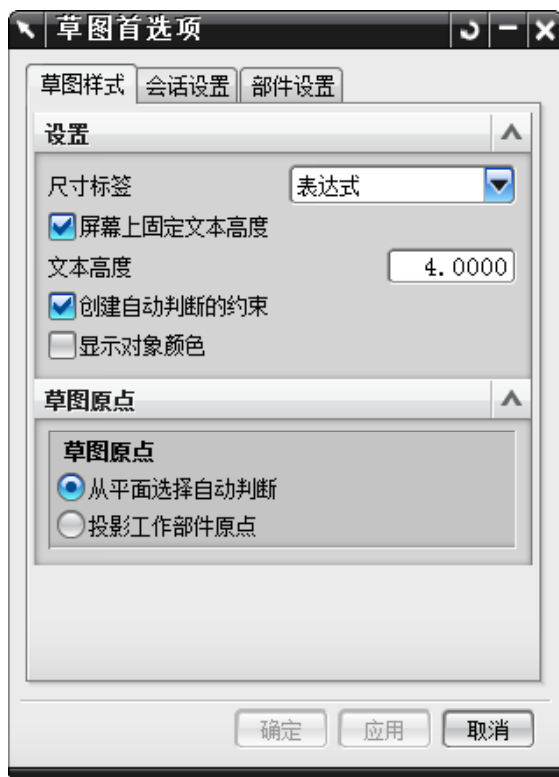 草图首选项
草图样式 会话设置 部件设置
设置
尺寸标签 表达式
屏幕上固定文本高度
文本高度 4.0000
创建自动判断的约束
显示对象颜色
草图原点
草图原点
从平面选择自动判断
投影工作部件原点
确定 应用 取消